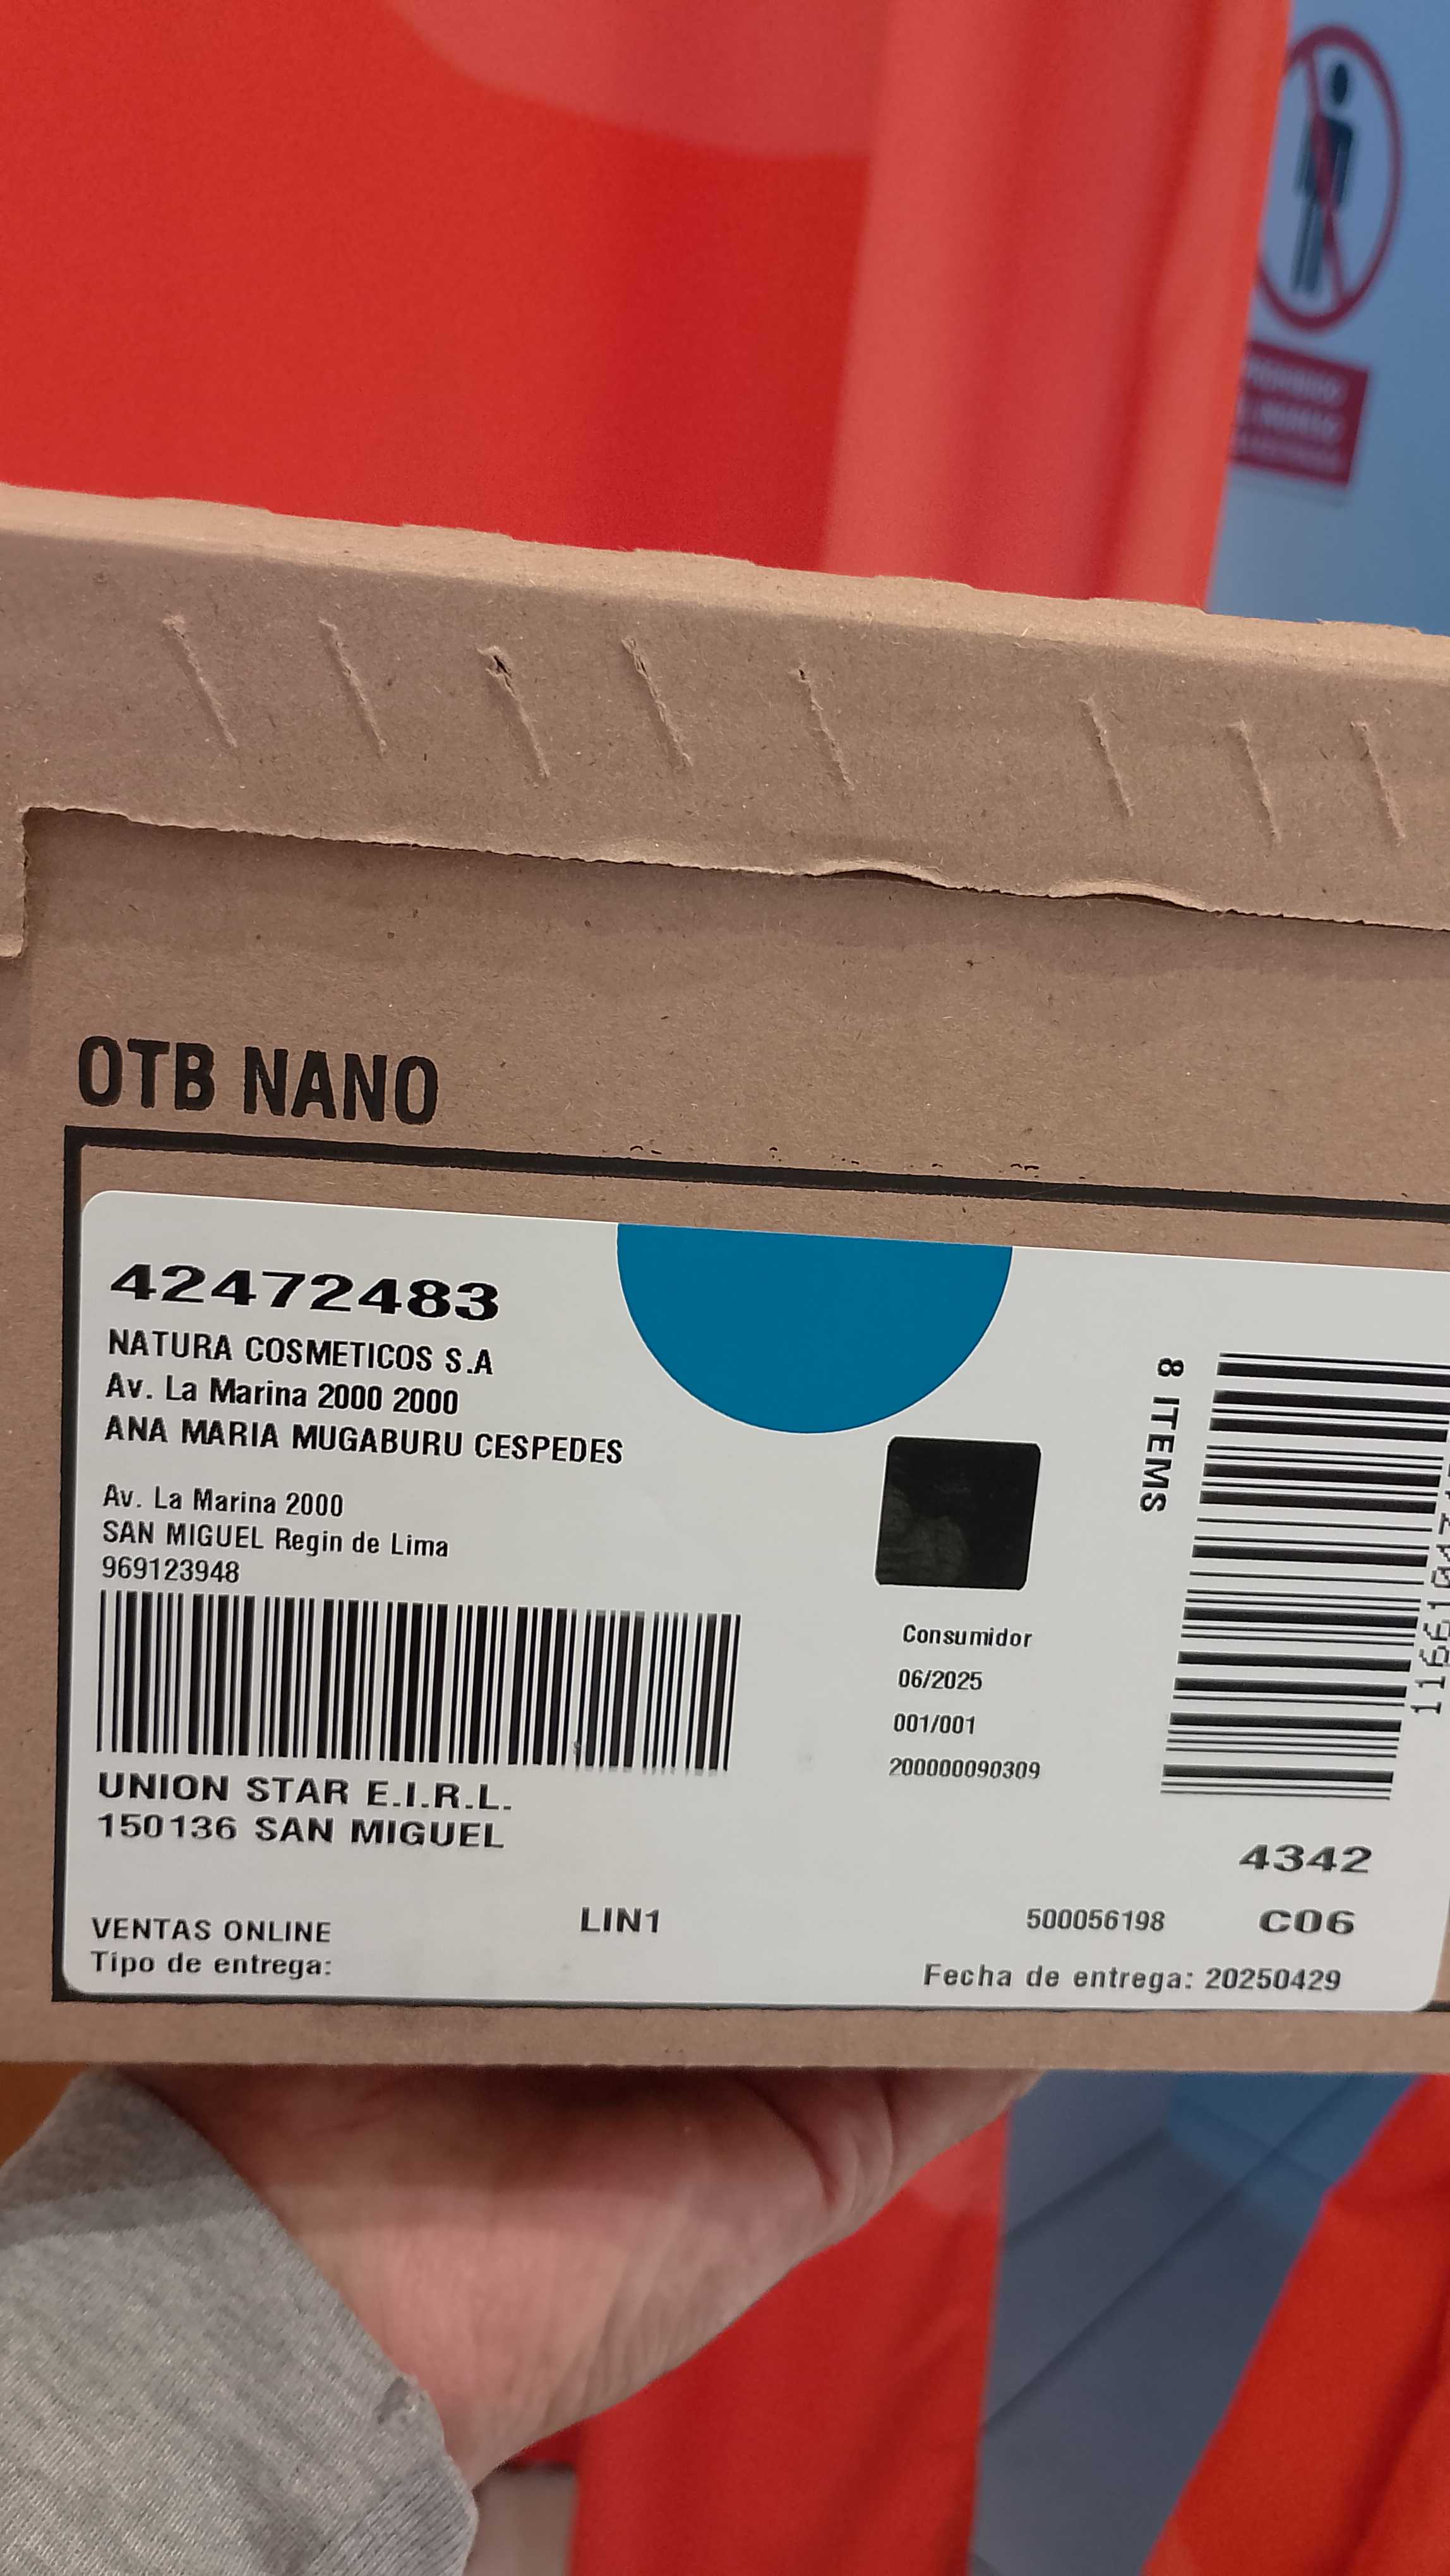 OTB NANO
42472483
NATURA COSMETICOS S.A
Av. La Marina 2000 2000
ANA MARIA MUGABURU CESPEDES
Av. La Marina 2000
SAN MIGUEL Regin de Lima
969123948
8 ITEMS
Consumidor
06/2025
001/001
200000090309
UNION STAR E.I.R.L.
150136 SAN MIGUEL
4342
VENTAS ONLINE
LIN1
500056198
C06
Tipo de entrega:
Fecha de entrega: 20250429